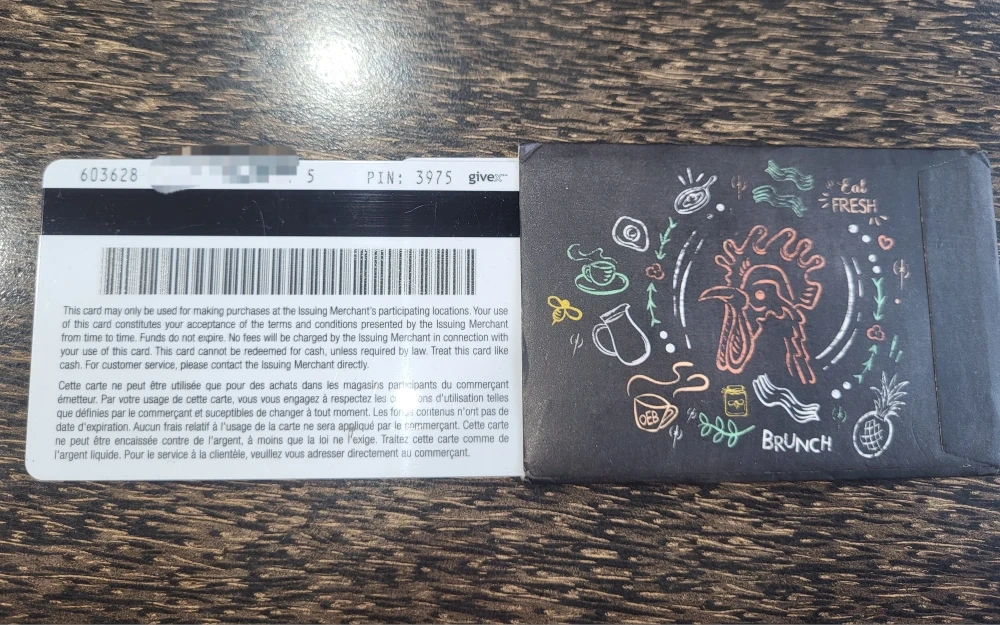 603628 5 PIN: 3975 givex
This card may only be used for making purchases at the Issuing Merchant's participating locations. Your use
of this card constitutes your acceptance of the terms and conditions presented by the Issuing Merchant
from time to time. Funds do not expire. No fees will be charged by the Issuing Merchant in connection with
your use of this card. This card cannot be redeemed for cash, unless required by law. Treat this card like
cash. For customer service, please contact the Issuing Merchant directly.
Cette carte ne peut être utilisée que pour des achats dans les magasins participants du commerçant
émetteur. Par votre usage de cette carte, vous vous engagez à respectez les conditions d'utilisation telles
que définies par le commerçant et suceptibles de changer à tout moment. Les fonds contenus n'ont pas de
date d'expiration. Aucun frais relatif à l'usage de la carte ne sera appliqué par le commerçant. Cette carte
ne peut être encaissée contre de l'argent, à moins que la loi ne l'exige. Traitez cette carte comme de
l'argent liquide. Pour le service à la clientèle, veuillez vous adresser directement au commerçant.
Eat
FRESH
OEB
BRUNCH